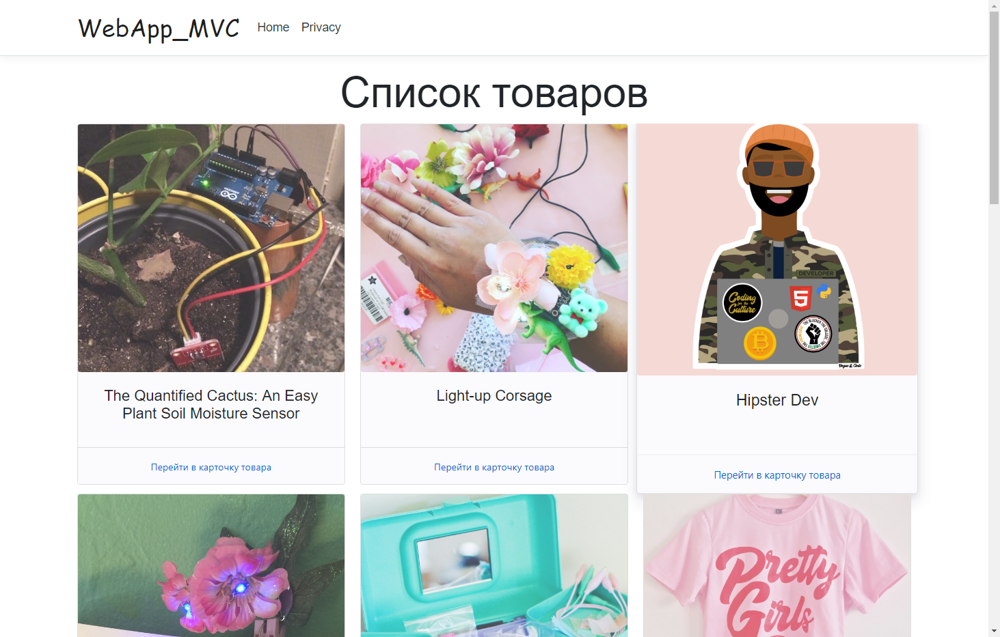 WebApp_MVC Home Privacy
Список товаров
DEVELOPER
Coding
for the
Culture
The Quantified Cactus: An Easy
Plant Soil Moisture Sensor
Light-up Corsage
Hipster Dev
Перейти в карточку товара
Перейти в карточку товара
Перейти в карточку товара
Pretty
Girls